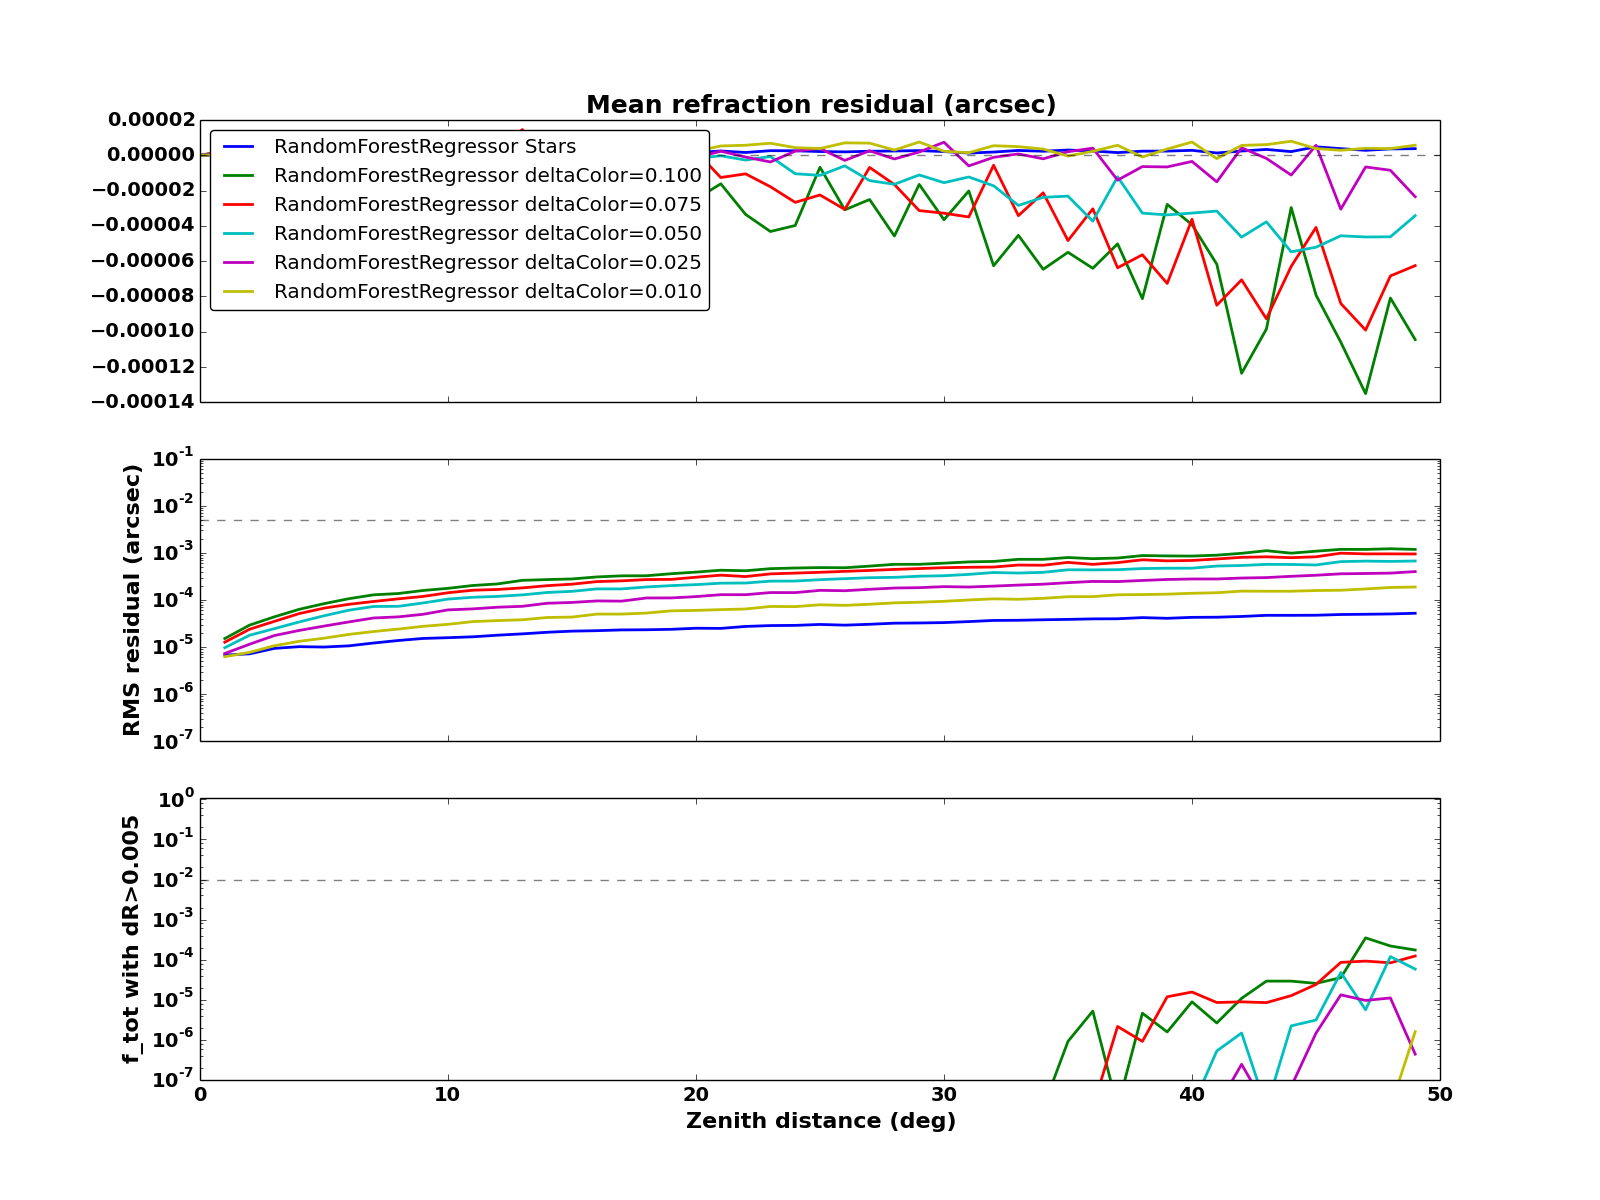 Mean refraction residual (arcsec)
0.00002
0.00000
−0.00002
−0.00004
−0.00006
−0.00008
−0.00010
−0.00012
−0.00014
RandomForestRegressor Stars
RandomForestRegressor deltaColor=0.100
RandomForestRegressor deltaColor=0.075
RandomForestRegressor deltaColor=0.050
RandomForestRegressor deltaColor=0.025
RandomForestRegressor deltaColor=0.010
RMS residual (arcsec)
10^-1
10^-2
10^-3
10^-4
10^-5
10^-6
10^-7
f_tot with dR>0.005
10^0
10^-1
10^-2
10^-3
10^-4
10^-5
10^-6
10^-7
0 10 20 30 40 50
Zenith distance (deg)